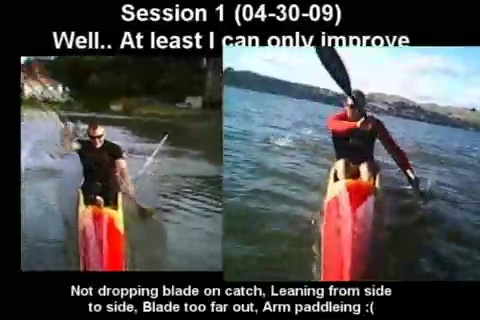 Session 1 (04-30-09)
Well.. At least I can only improve
Not dropping blade on catch, Leaning from side
to side, Blade too far out, Arm paddleing :(